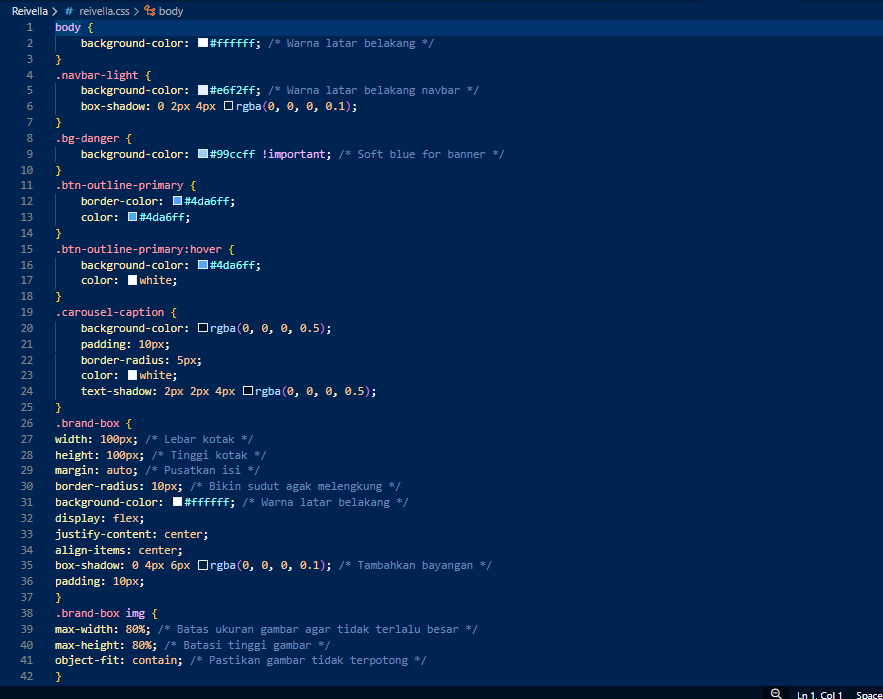 Reivella > # reivella.css > body
1 body {
2 background-color: #ffffff; /* Warna latar belakang */
3 }
4 .navbar-light {
5 background-color: #e6f2ff; /* Warna latar belakang navbar */
6 box-shadow: 0 2px 4px rgba(0, 0, 0, 0.1);
7 }
8 .bg-danger {
9 background-color: #99ccff !important; /* Soft blue for banner */
10 }
11 .btn-outline-primary {
12 border-color: #4da6ff;
13 color: #4da6ff;
14 }
15 .btn-outline-primary:hover {
16 background-color: #4da6ff;
17 color: white;
18 }
19 .carousel-caption {
20 background-color: rgba(0, 0, 0, 0.5);
21 padding: 10px;
22 border-radius: 5px;
23 color: white;
24 text-shadow: 2px 2px 4px rgba(0, 0, 0, 0.5);
25 }
26 .brand-box {
27 width: 100px; /* Lebar kotak */
28 height: 100px; /* Tinggi kotak */
29 margin: auto; /* Pusatkan isi */
30 border-radius: 10px; /* Bikin sudut agak melengkung */
31 background-color: #ffffff; /* Warna latar belakang */
32 display: flex;
33 justify-content: center;
34 align-items: center;
35 box-shadow: 0 4px 6px rgba(0, 0, 0, 0.1); /* Tambahkan bayangan */
36 padding: 10px;
37 }
38 .brand-box img {
39 max-width: 80%; /* Batas ukuran gambar agar tidak terlalu besar */
40 max-height: 80%; /* Batasi tinggi gambar */
41 object-fit: contain; /* Pastikan gambar tidak terpotong */
42 }
Ln 1, Col 1 Space